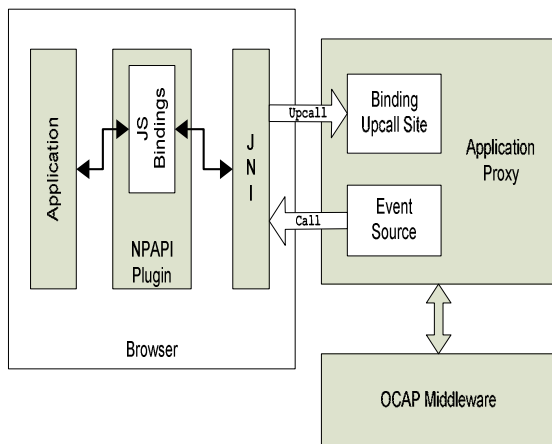 Application
JS
Bindings
NPAPI
Plugin
J
N
I
Browser
Upcall
Call
Binding
Upcall Site
Event
Source
Application
Proxy
OCAP Middleware